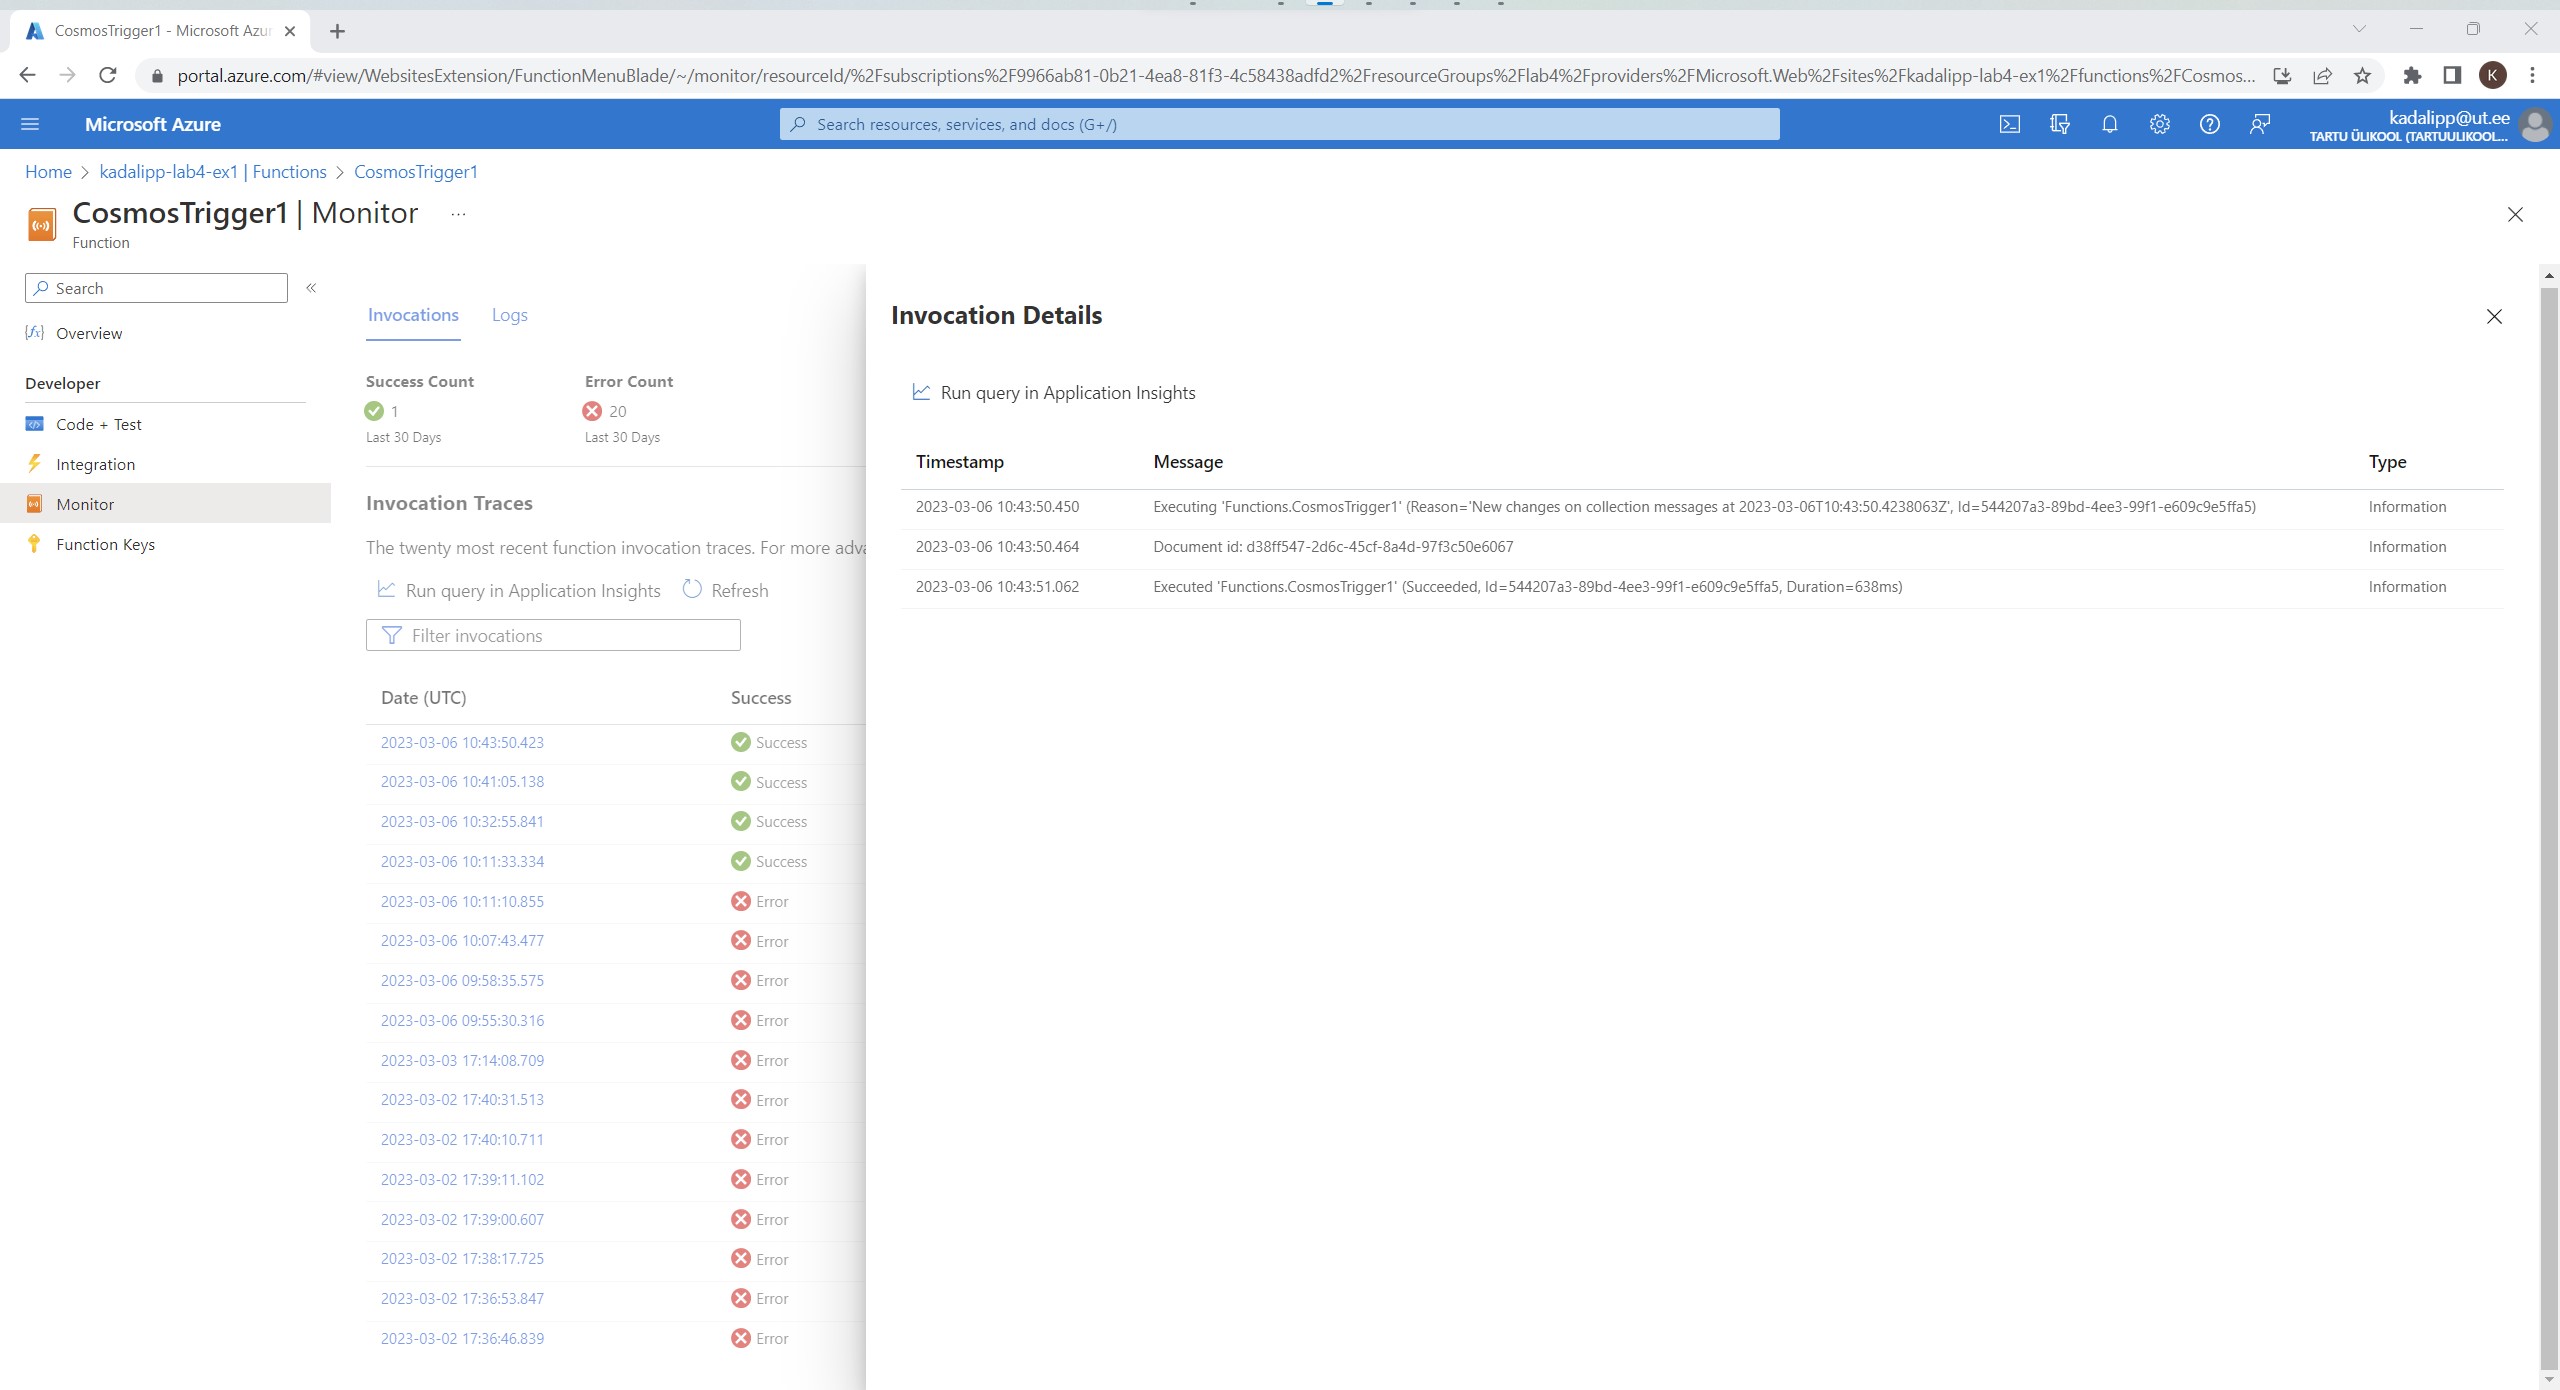 CosmosTrigger1 - Microsoft Azur
portal.azure.com/#view/WebsitesExtension/FunctionMenuBlade/~/monitor/resourceId/%2Fsubscriptions%2F9966ab81-0b21-4ea8-81f3-4c58438adfd2%2FresourceGroups%2Flab4%2Fproviders%2FMicrosoft.Web%2Fsites%2Fkadalipp-lab4-ex1%2Ffunctions%2FCosmos...
K
Microsoft Azure
Search resources, services, and docs (G+/)
kadalipp@ut.ee
TARTU ÜLIKOOL (TARTUULIKOOL...
Home > kadalipp-lab4-ex1 | Functions > CosmosTrigger1
CosmosTrigger1 | Monitor ...
Function
Search
«
Overview
Developer
Code + Test
Integration
Monitor
Function Keys
Invocations Logs
Success Count Error Count
1 20
Last 30 Days Last 30 Days
Invocation Traces
The twenty most recent function invocation traces. For more adva
Run query in Application Insights Refresh
Filter invocations
Date (UTC) Success
2023-03-06 10:43:50.423 Success
2023-03-06 10:41:05.138 Success
2023-03-06 10:32:55.841 Success
2023-03-06 10:11:33.334 Success
2023-03-06 10:11:10.855 Error
2023-03-06 10:07:43.477 Error
2023-03-06 09:58:35.575 Error
2023-03-06 09:55:30.316 Error
2023-03-03 17:14:08.709 Error
2023-03-02 17:40:31.513 Error
2023-03-02 17:40:10.711 Error
2023-03-02 17:39:11.102 Error
2023-03-02 17:39:00.607 Error
2023-03-02 17:38:17.725 Error
2023-03-02 17:36:53.847 Error
2023-03-02 17:36:46.839 Error
Invocation Details
Run query in Application Insights
Timestamp Message Type
2023-03-06 10:43:50.450 Executing 'Functions.CosmosTrigger1' (Reason='New changes on collection messages at 2023-03-06T10:43:50.4238063Z', Id=544207a3-89bd-4ee3-99f1-e609c9e5ffa5) Information
2023-03-06 10:43:50.464 Document id: d38ff547-2d6c-45cf-8a4d-97f3c50e6067 Information
2023-03-06 10:43:51.062 Executed 'Functions.CosmosTrigger1' (Succeeded, Id=544207a3-89bd-4ee3-99f1-e609c9e5ffa5, Duration=638ms) Information